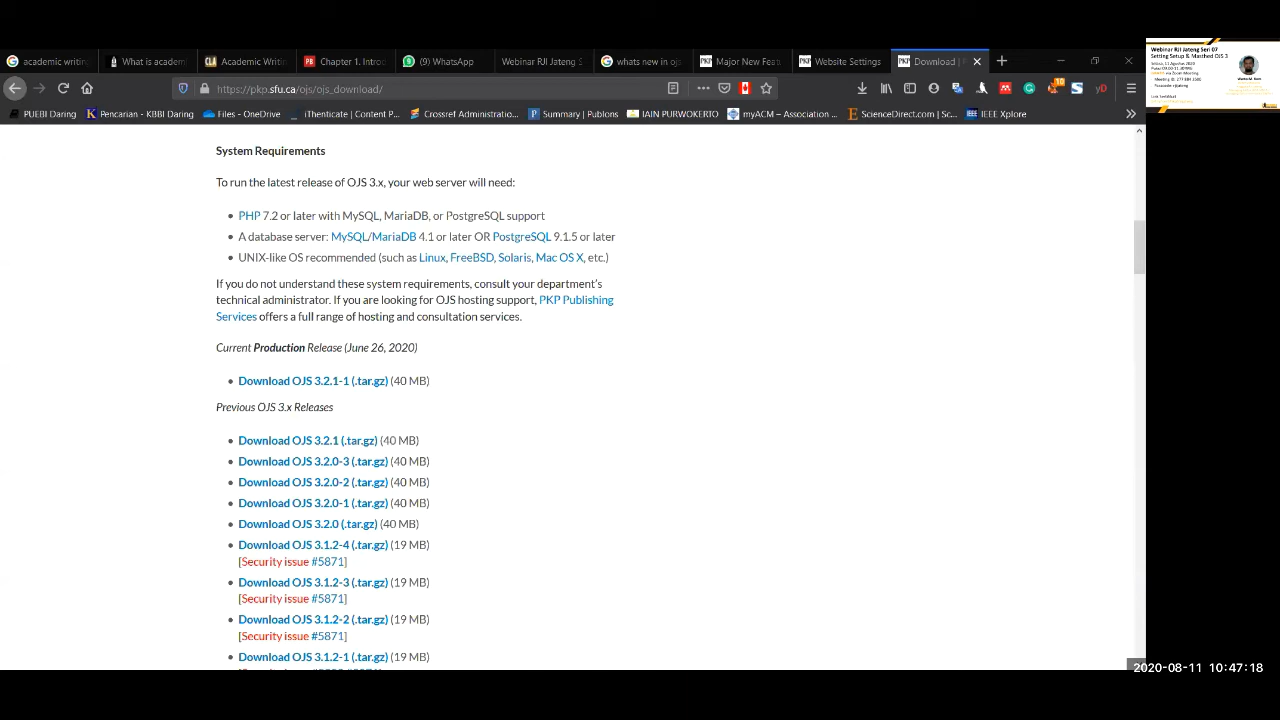 academic writing
What is academ
Academic Writin
Chapter 1. Intro
(9) WhatsA
ar RJI Jateng S
whats new in ojs
Major New Feat
Website Settings
Download |
https://pkp.sfu.ca/ojs/ojs_download/
PUEBI Daring
Pencarian - KBBI Daring
Files - OneDrive
iThenticate | Content P...
Crossref Administratio...
Summary | Publons
IAIN PURWOKERTO
myACM – Association ...
ScienceDirect.com | Sc...
IEEE Xplore
System Requirements
To run the latest release of OJS 3.x, your web server will need:
PHP 7.2 or later with MySQL, MariaDB, or PostgreSQL support
A database server: MySQL/MariaDB 4.1 or later OR PostgreSQL 9.1.5 or later
UNIX-like OS recommended (such as Linux, FreeBSD, Solaris, Mac OS X, etc.)
If you do not understand these system requirements, consult your department's
technical administrator. If you are looking for OJS hosting support, PKP Publishing
Services offers a full range of hosting and consultation services.
Current Production Release (June 26, 2020)
Download OJS 3.2.1-1 (.tar.gz) (40 MB)
Previous OJS 3.x Releases
Download OJS 3.2.1 (.tar.gz) (40 MB)
Download OJS 3.2.0-3 (.tar.gz) (40 MB)
Download OJS 3.2.0-2 (.tar.gz) (40 MB)
Download OJS 3.2.0-1 (.tar.gz) (40 MB)
Download OJS 3.2.0 (.tar.gz) (40 MB)
Download OJS 3.1.2-4 (.tar.gz) (19 MB)
[Security issue #5871]
Download OJS 3.1.2-3 (.tar.gz) (19 MB)
[Security issue #5871]
Download OJS 3.1.2-2 (.tar.gz) (19 MB)
[Security issue #5871]
Download OJS 3.1.2-1 (.tar.gz) (19 MB)
Webinar RJI Jateng Seri 07
Setting Setup & Masthed OJS 3
2020-08-11 10:47:18